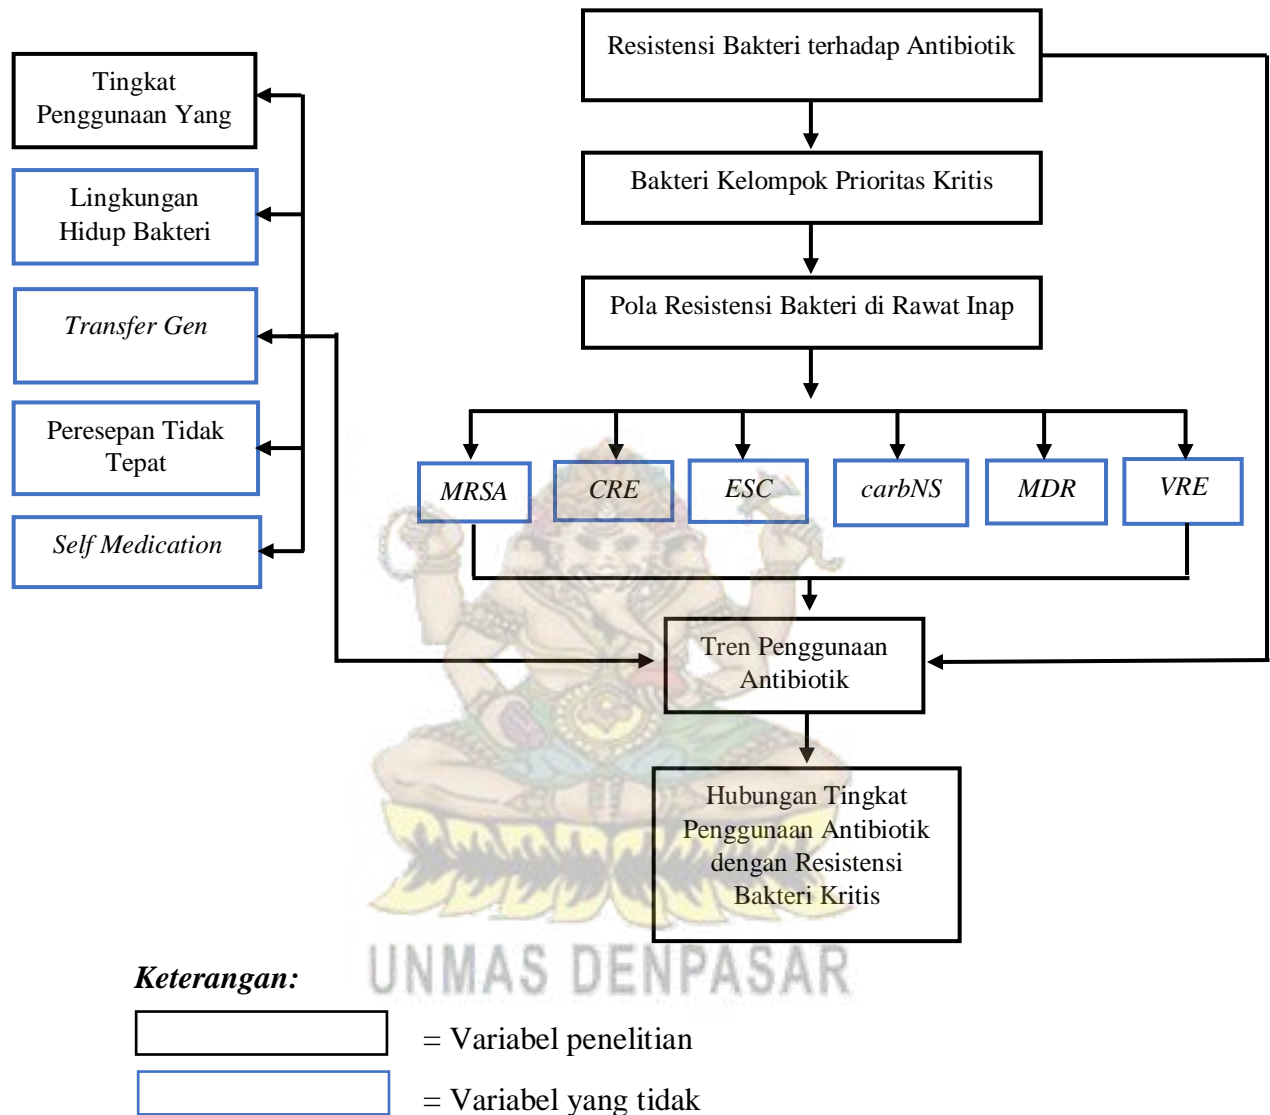 Resistensi Bakteri terhadap Antibiotik
Tingkat
Penggunaan Yang
Lingkungan
Hidup Bakteri
Transfer Gen
Peresepan Tidak
Tepat
Self Medication
Bakteri Kelompok Prioritas Kritis
Pola Resistensi Bakteri di Rawat Inap
MRSA
CRE
ESC
carbNS
MDR
VRE
Tren Penggunaan
Antibiotik
Hubungan Tingkat
Penggunaan Antibiotik
dengan Resistensi
Bakteri Kritis
UNMAS DENPASAR
Keterangan:
= Variabel penelitian
= Variabel yang tidak